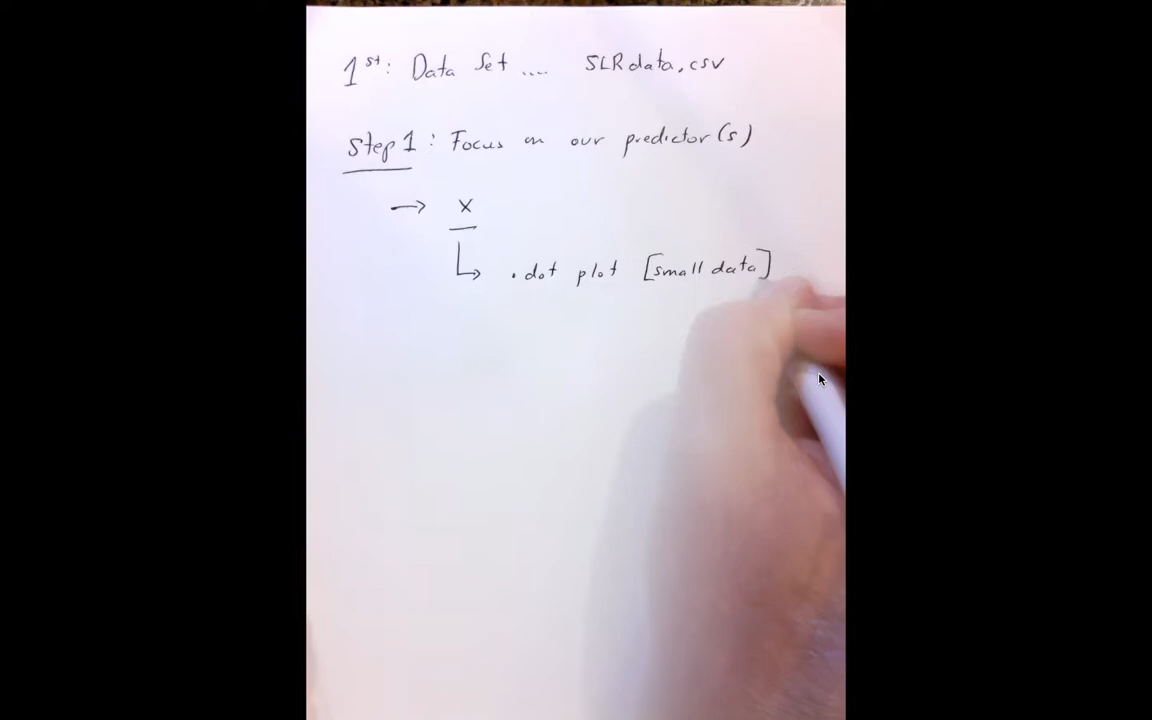 1st: Data Set .... SLRdata.csv
Step 1: Focus on our predictor(s)
→ x
↳ • dot plot [small data]